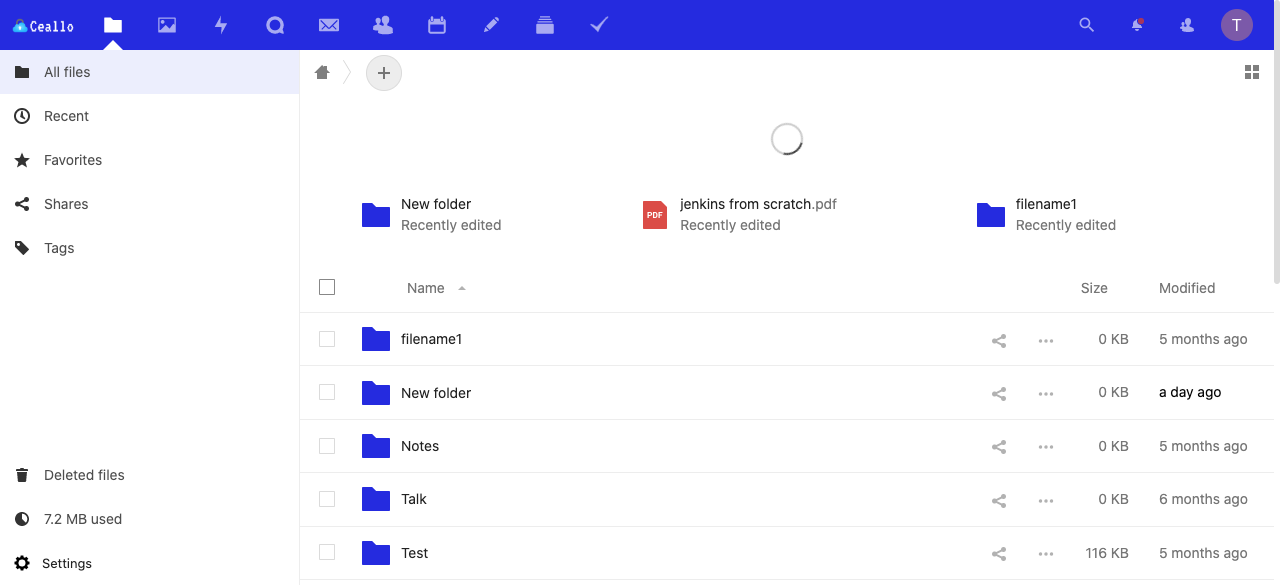 Ceallo
T
All files
Recent
Favorites
Shares
Tags
Deleted files
7.2 MB used
Settings
New folder
Recently edited
PDF
jenkins from scratch.pdf
Recently edited
filename1
Recently edited
Name Size Modified
filename1 0 KB 5 months ago
New folder 0 KB a day ago
Notes 0 KB 5 months ago
Talk 0 KB 6 months ago
Test 116 KB 5 months ago